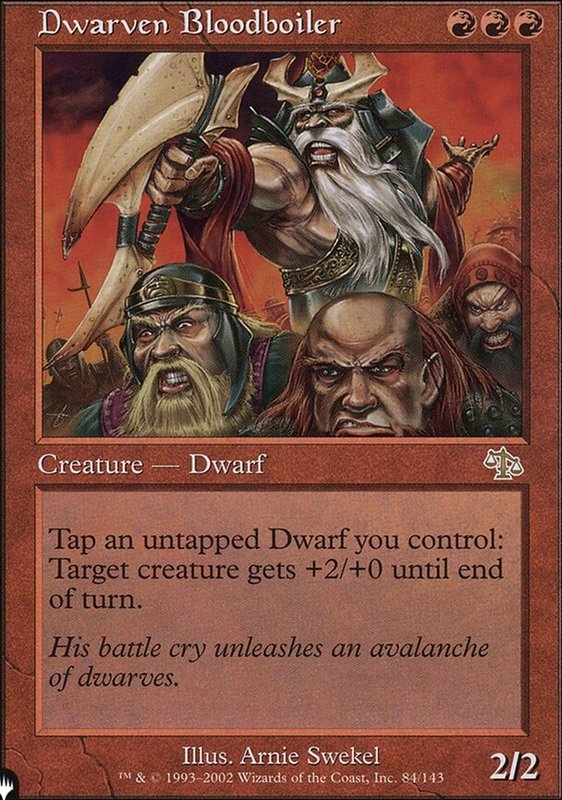 Dwarven Bloodboiler
Creature — Dwarf
Tap an untapped Dwarf you control:
Target creature gets +2/+0 until end
of turn.
His battle cry unleashes an avalanche
of dwarves.
Illus. Arnie Swekel
™ & © 1993–2002 Wizards of the Coast, Inc. 84/143
2/2